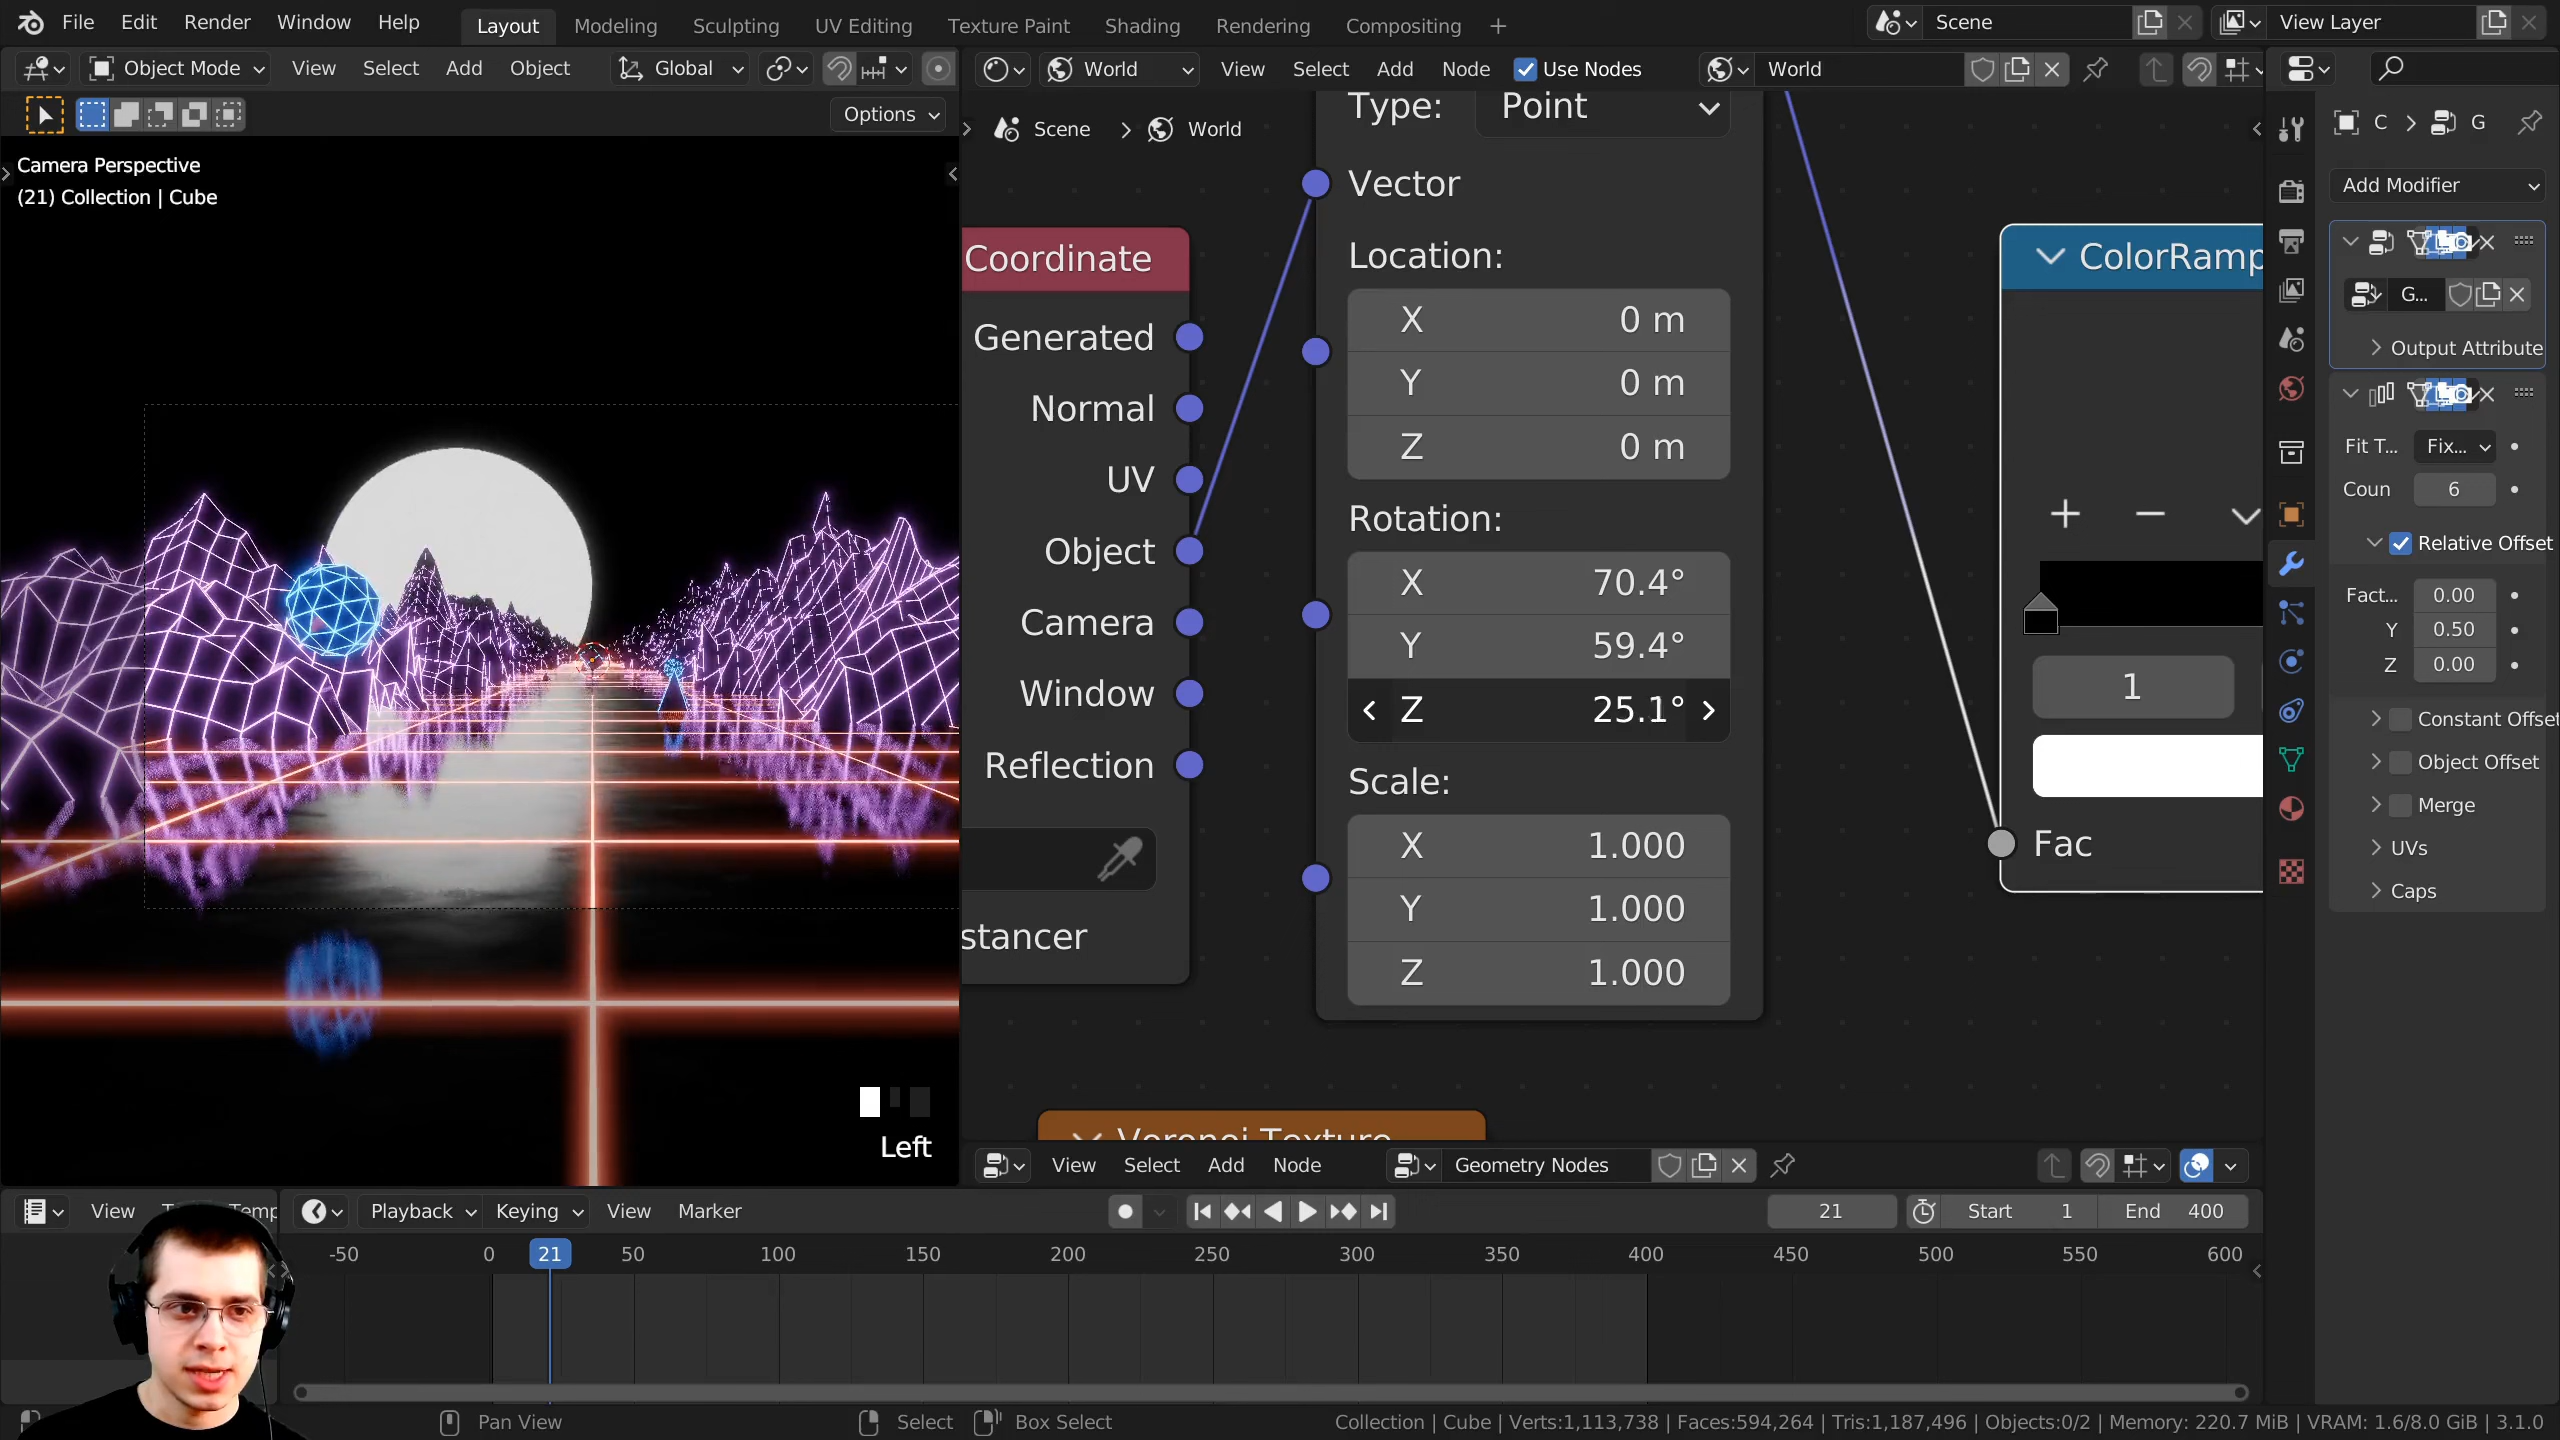 File Edit Render Window Help Layout Modeling Sculpting UV Editing Texture Paint Shading Rendering Compositing + Scene View Layer
Object Mode View Select Add Object Global World View Select Add Node Use Nodes World
Options
Scene > World
C > G
Camera Perspective
(21) Collection | Cube
Type: Point
Vector
Location:
X 0 m
Y 0 m
Z 0 m
Rotation:
X 70.4°
Y 59.4°
Z 25.1°
Scale:
X 1.000
Y 1.000
Z 1.000
Coordinate
Generated
Normal
UV
Object
Camera
Window
Reflection
stancer
ColorRamp
1
Fac
Voronoi Texture
Add Modifier
G...
Output Attribute
Fit T... Fix...
Coun 6
Relative Offset
Fact... 0.00
Y 0.50
Z 0.00
Constant Offset
Object Offset
Merge
UVs
Caps
Left
View Select Add Node Geometry Nodes
View Temp Playback Keying View Marker 21 Start 1 End 400
-50 0 21 50 100 150 200 250 300 350 400 450 500 550 600
Pan View Select Box Select Collection | Cube | Verts:1,113,738 | Faces:594,264 | Tris:1,187,496 | Objects:0/2 | Memory: 220.7 MiB | VRAM: 1.6/8.0 GiB | 3.1.0